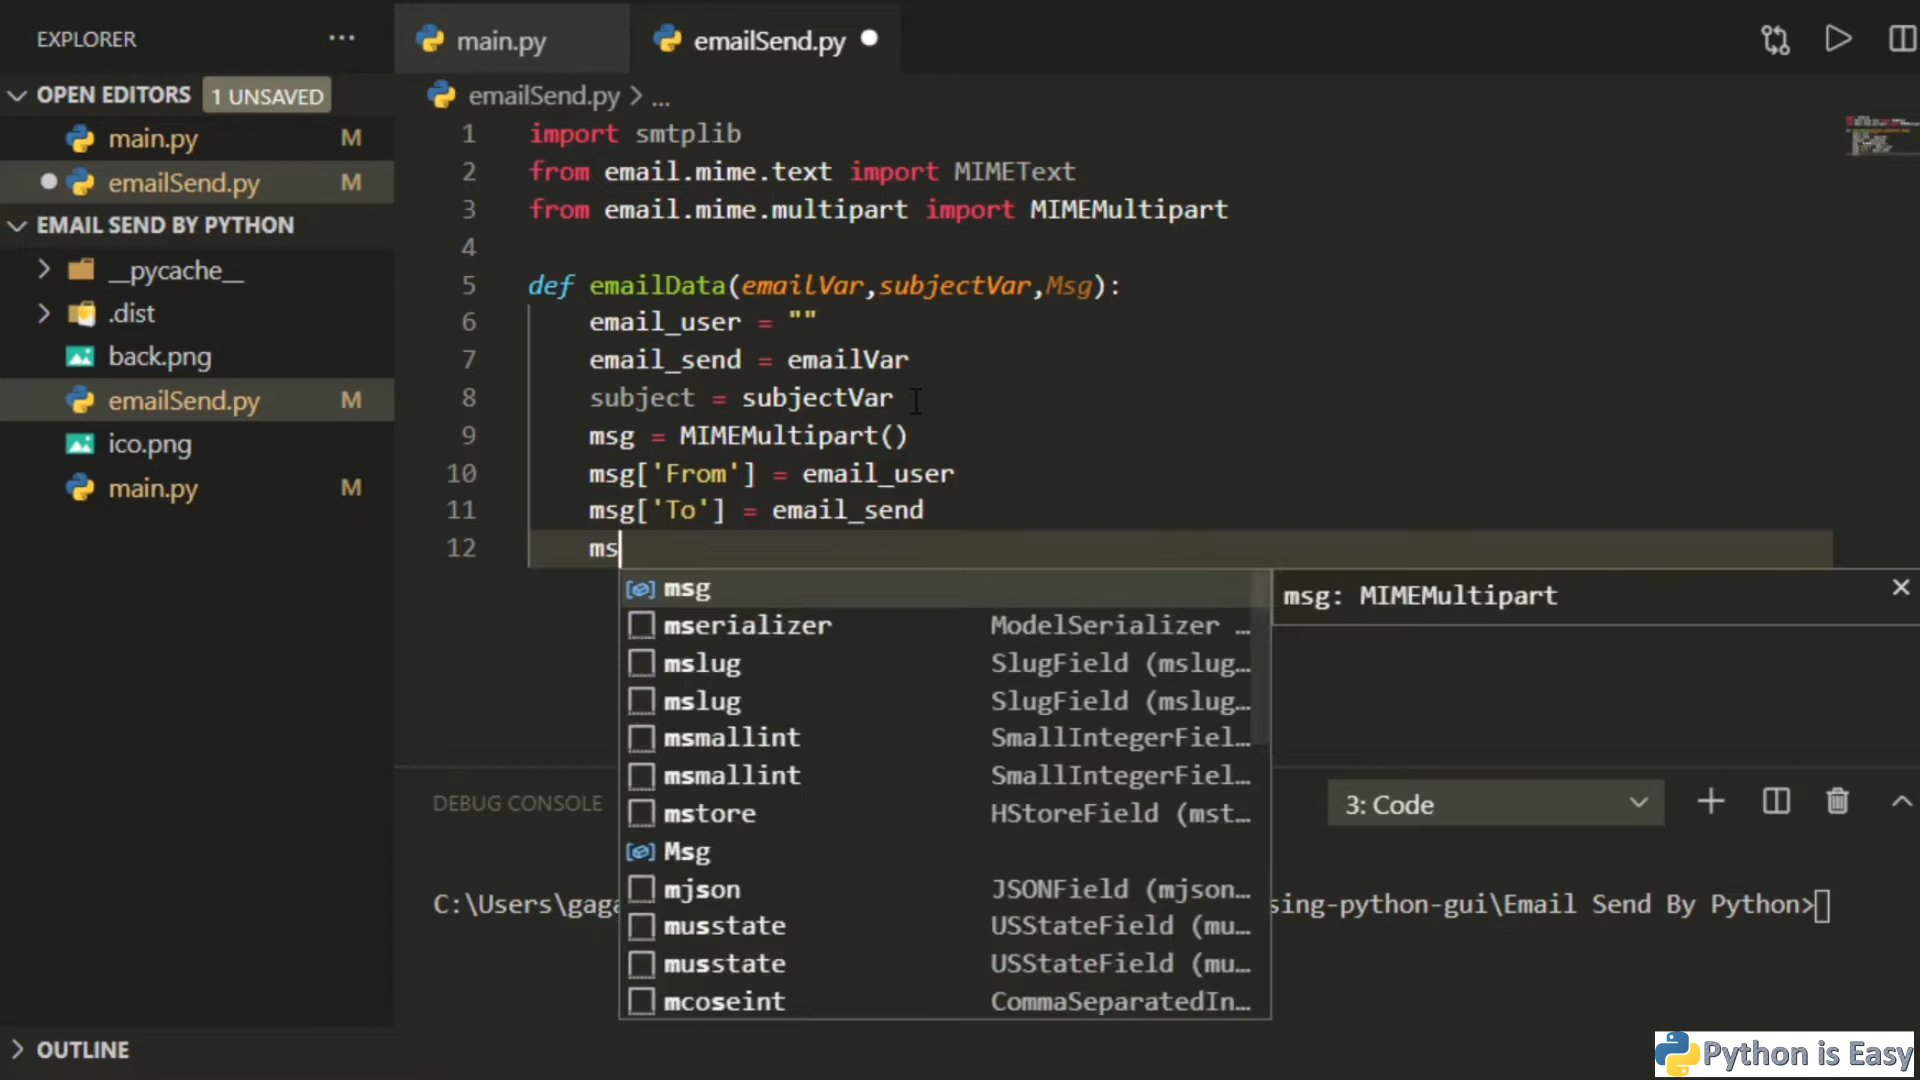 EXPLORER
OPEN EDITORS 1 UNSAVED
main.py M
emailSend.py M
EMAIL SEND BY PYTHON
__pycache__
.dist
back.png
emailSend.py M
ico.png
main.py M
OUTLINE
main.py emailSend.py
emailSend.py > ...
1 import smtplib
2 from email.mime.text import MIMEText
3 from email.mime.multipart import MIMEMultipart
4
5 def emailData(emailVar,subjectVar,Msg):
6 email_user = ""
7 email_send = emailVar
8 subject = subjectVar
9 msg = MIMEMultipart()
10 msg['From'] = email_user
11 msg['To'] = email_send
12 ms
msg
mserializer ModelSerializer …
mslug SlugField (mslug…
mslug SlugField (mslug…
msmallint SmallIntegerFiel…
msmallint SmallIntegerFiel…
mstore HStoreField (mst…
Msg
mjson JSONField (mjson…
musstate USStateField (mu…
musstate USStateField (mu…
mcoseint CommaSeparatedIn…
msg: MIMEMultipart
DEBUG CONSOLE
3: Code
C:\Users\gaga
sing-python-gui\Email Send By Python>
Python is Easy